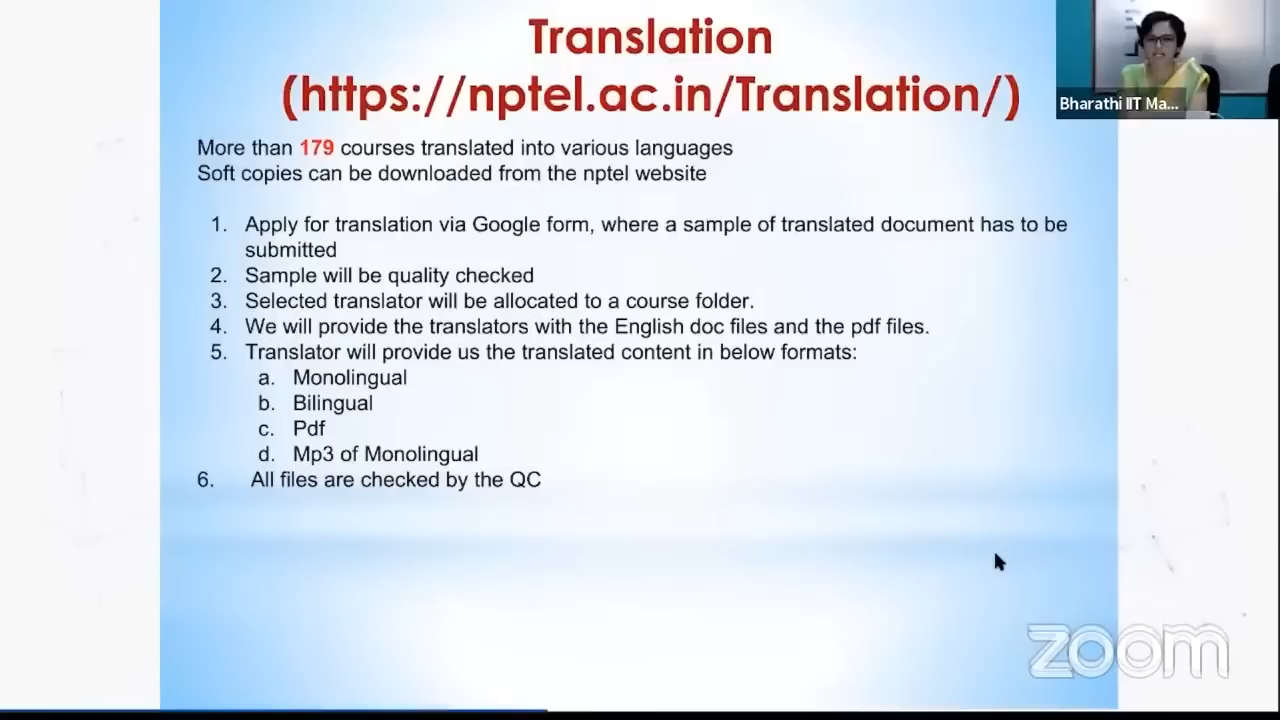 Translation
(https://nptel.ac.in/Translation/)
Bharathi IIT Ma...
More than 179 courses translated into various languages
Soft copies can be downloaded from the nptel website
1. Apply for translation via Google form, where a sample of translated document has to be
submitted
2. Sample will be quality checked
3. Selected translator will be allocated to a course folder.
4. We will provide the translators with the English doc files and the pdf files.
5. Translator will provide us the translated content in below formats:
a. Monolingual
b. Bilingual
c. Pdf
d. Mp3 of Monolingual
6. All files are checked by the QC
zoom